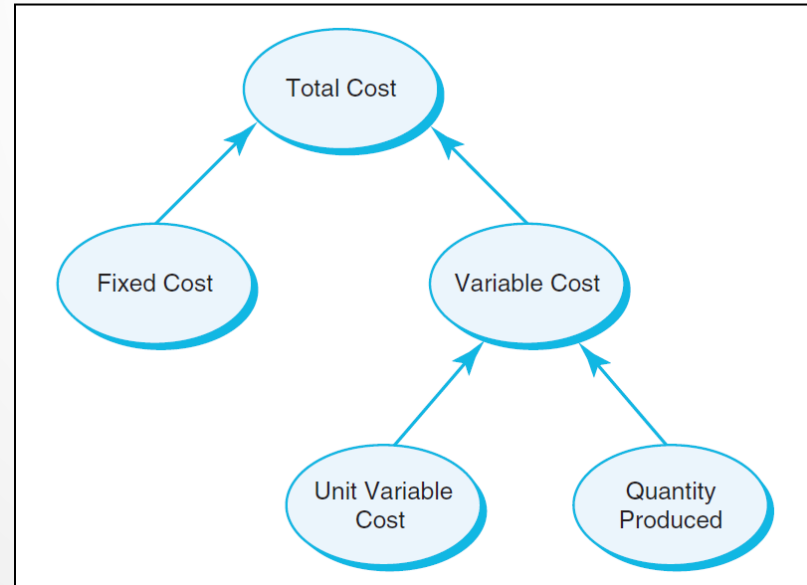 Total Cost
Fixed Cost
Variable Cost
Unit Variable
Cost
Quantity
Produced